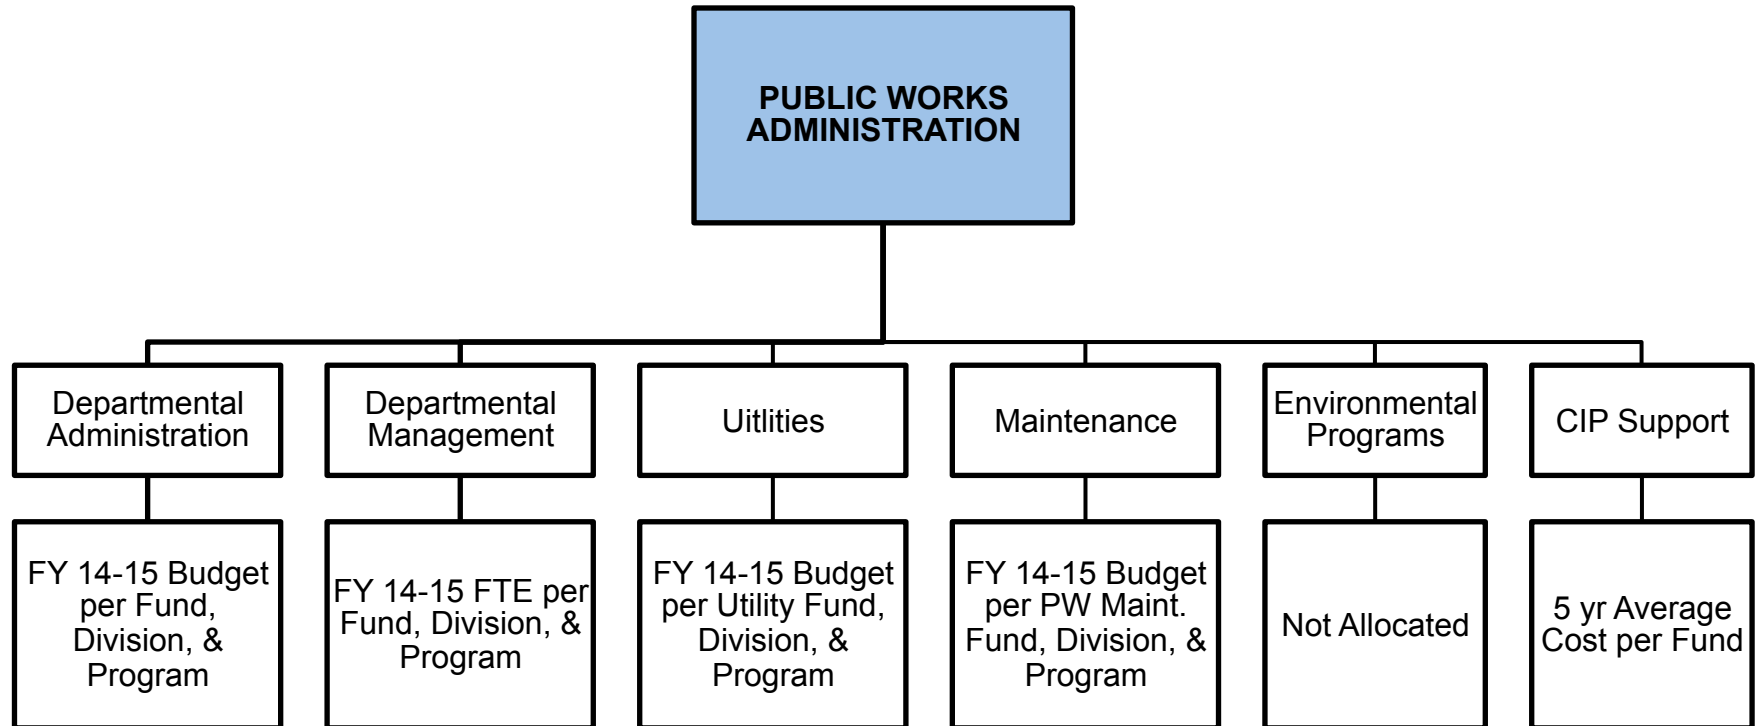 PUBLIC WORKS
ADMINISTRATION
Departmental
Administration
Departmental
Management
Uitlities
Maintenance
Environmental
Programs
CIP Support
FY 14-15 Budget
per Fund,
Division, &
Program
FY 14-15 FTE per
Fund, Division, &
Program
FY 14-15 Budget
per Utility Fund,
Division, &
Program
FY 14-15 Budget
per PW Maint.
Fund, Division, &
Program
Not Allocated
5 yr Average
Cost per Fund